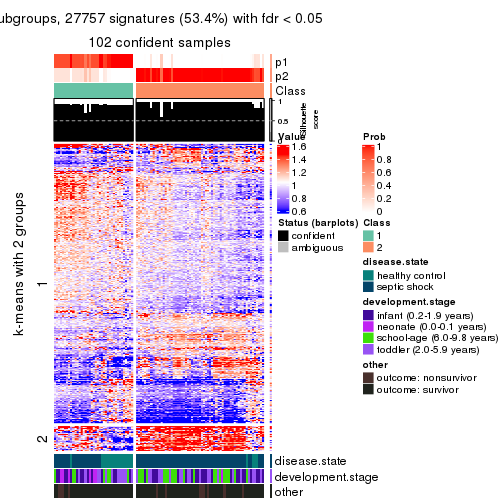 ubgroups, 27757 signatures (53.4%) with fdr < 0.05
102 confident samples
p1
p2
Class
1
0.5
0
Silhouette
score
Value
1.6
1.4
1.2
1
0.8
0.6
Prob
1
0.8
0.6
0.4
0.2
0
Status (barplots)
confident
ambiguous
Class
1
2
disease.state
healthy control
septic shock
development.stage
infant (0.2-1.9 years)
neonate (0.0-0.1 years)
school-age (6.0-9.8 years)
toddler (2.0-5.9 years)
other
outcome: nonsurvivor
outcome: survivor
k-means with 2 groups
1
2
disease.state
development.stage
other